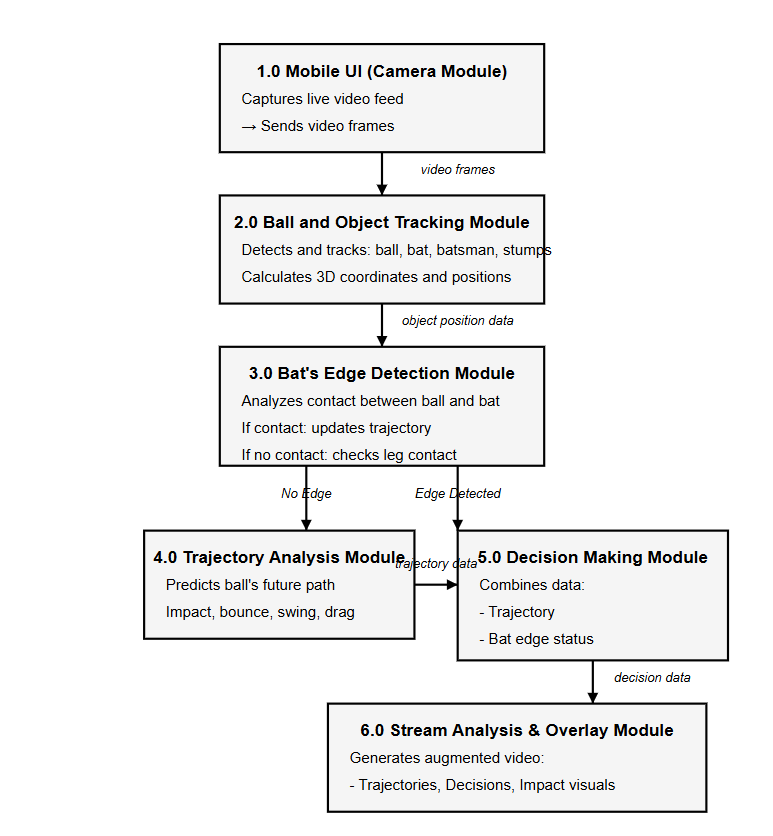 1.0 Mobile UI (Camera Module)
Captures live video feed
→ Sends video frames
video frames
2.0 Ball and Object Tracking Module
Detects and tracks: ball, bat, batsman, stumps
Calculates 3D coordinates and positions
object position data
3.0 Bat's Edge Detection Module
Analyzes contact between ball and bat
If contact: updates trajectory
If no contact: checks leg contact
No Edge
Edge Detected
4.0 Trajectory Analysis Module
Predicts ball's future path
Impact, bounce, swing, drag
trajectory data
5.0 Decision Making Module
Combines data:
- Trajectory
- Bat edge status
decision data
6.0 Stream Analysis & Overlay Module
Generates augmented video:
- Trajectories, Decisions, Impact visuals